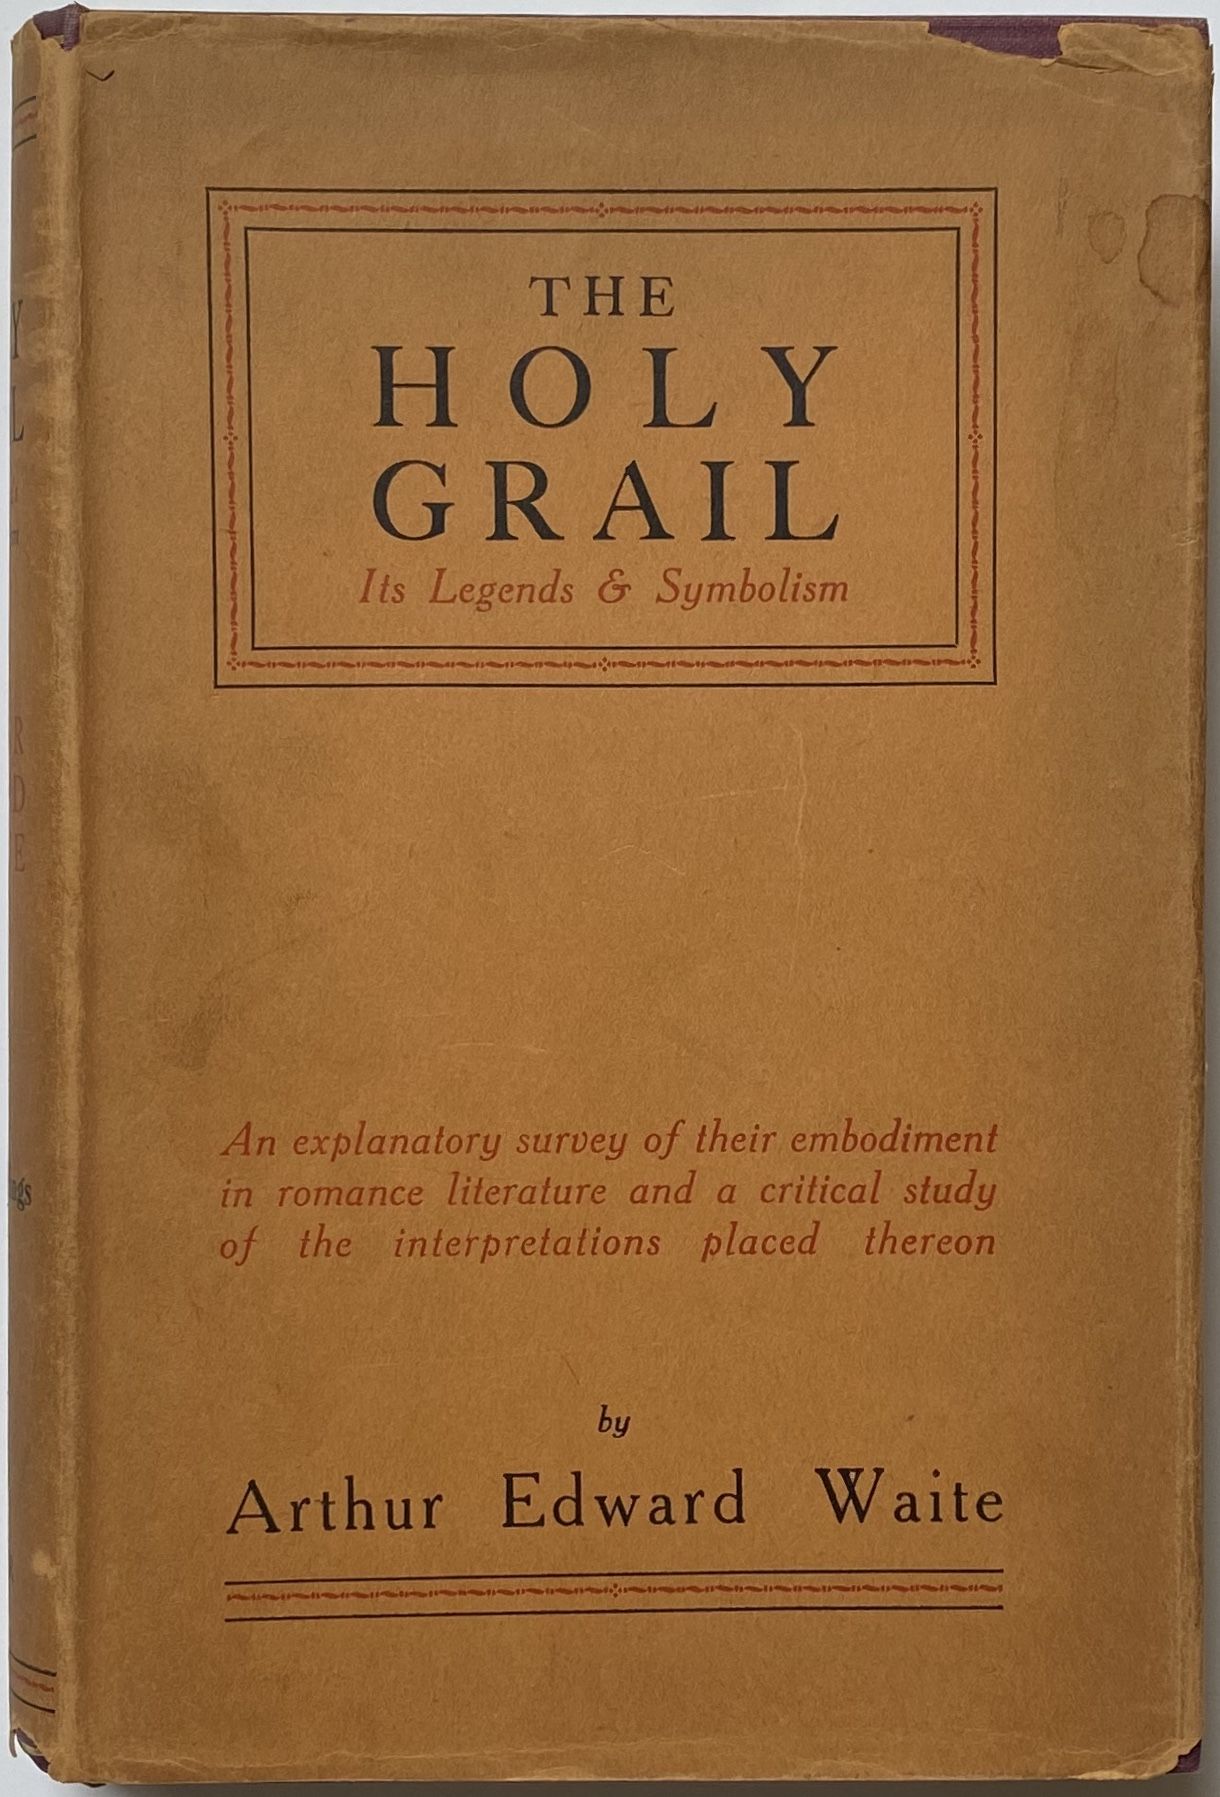 THE
HOLY
GRAIL
Its Legends & Symbolism
An explanatory survey of their embodiment
in romance literature and a critical study
of the interpretations placed thereon
by
Arthur Edward Waite